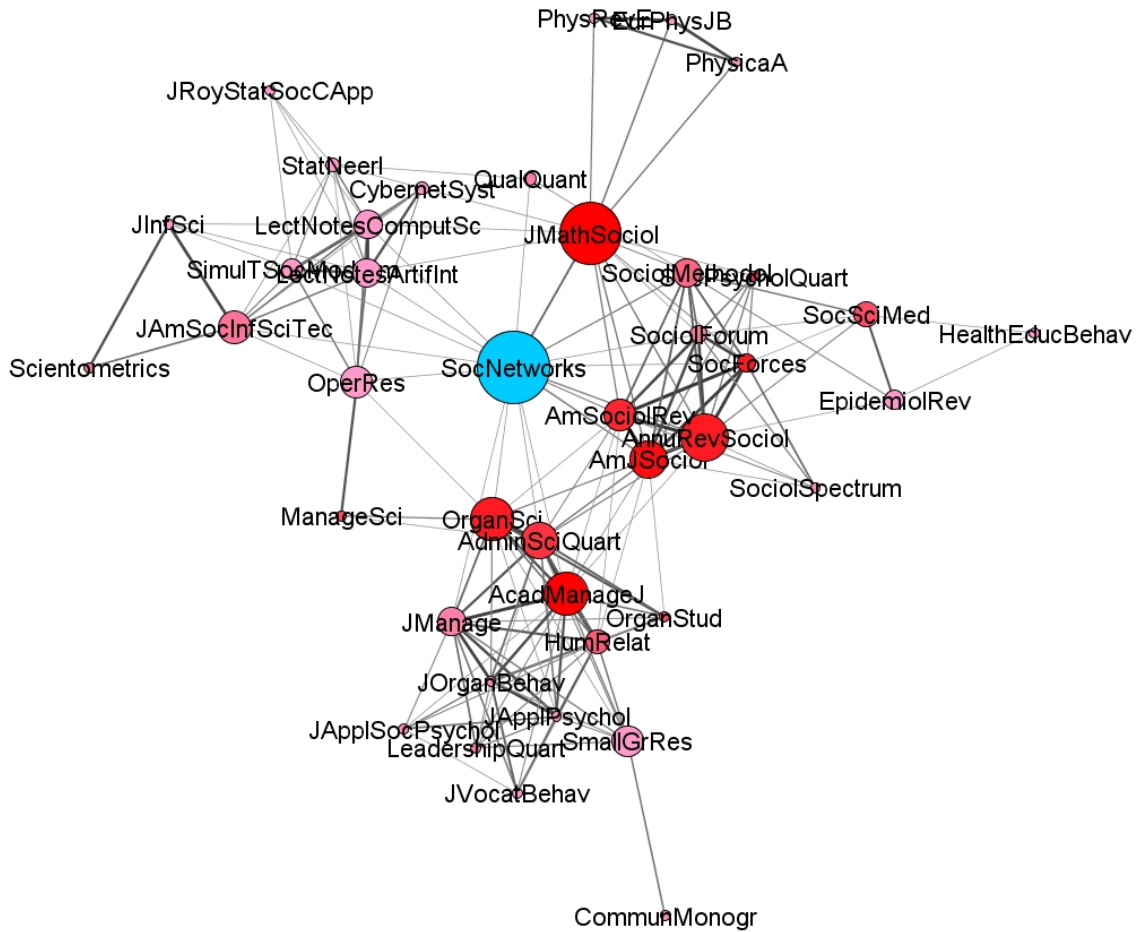 PhysRevE
EurPhysJB
PhysicaA
JRoyStatSocCApp
StatNeerl
QualQuant
CybernetSyst
JInfSci
LectNotesComputSc
JMathSociol
LectNotesArtifInt
SociolMethodol
SocPsycholQuart
SocSciMed
JAmSocInfSciTec
SociolForum
HealthEducBehav
Scientometrics
SocNetworks
SocForces
OperRes
EpidemiolRev
AmSociolRev
AnnuRevSociol
AmJSociol
SociolSpectrum
ManageSci
OrganSci
AdminSciQuart
AcadManageJ
OrganStud
JManage
HumRelat
JOrganBehav
JApplPsychol
JApplSocPsychol
LeadershipQuart
SmallGrRes
JVocatBehav
CommunMonogr